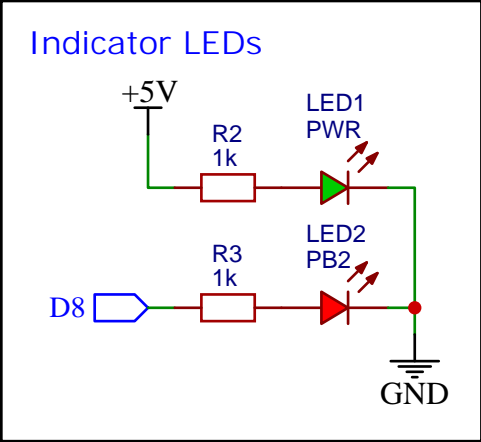 Indicator LEDs
+5V
R2
1k
LED1
PWR
R3
1k
LED2
PB2
D8
GND